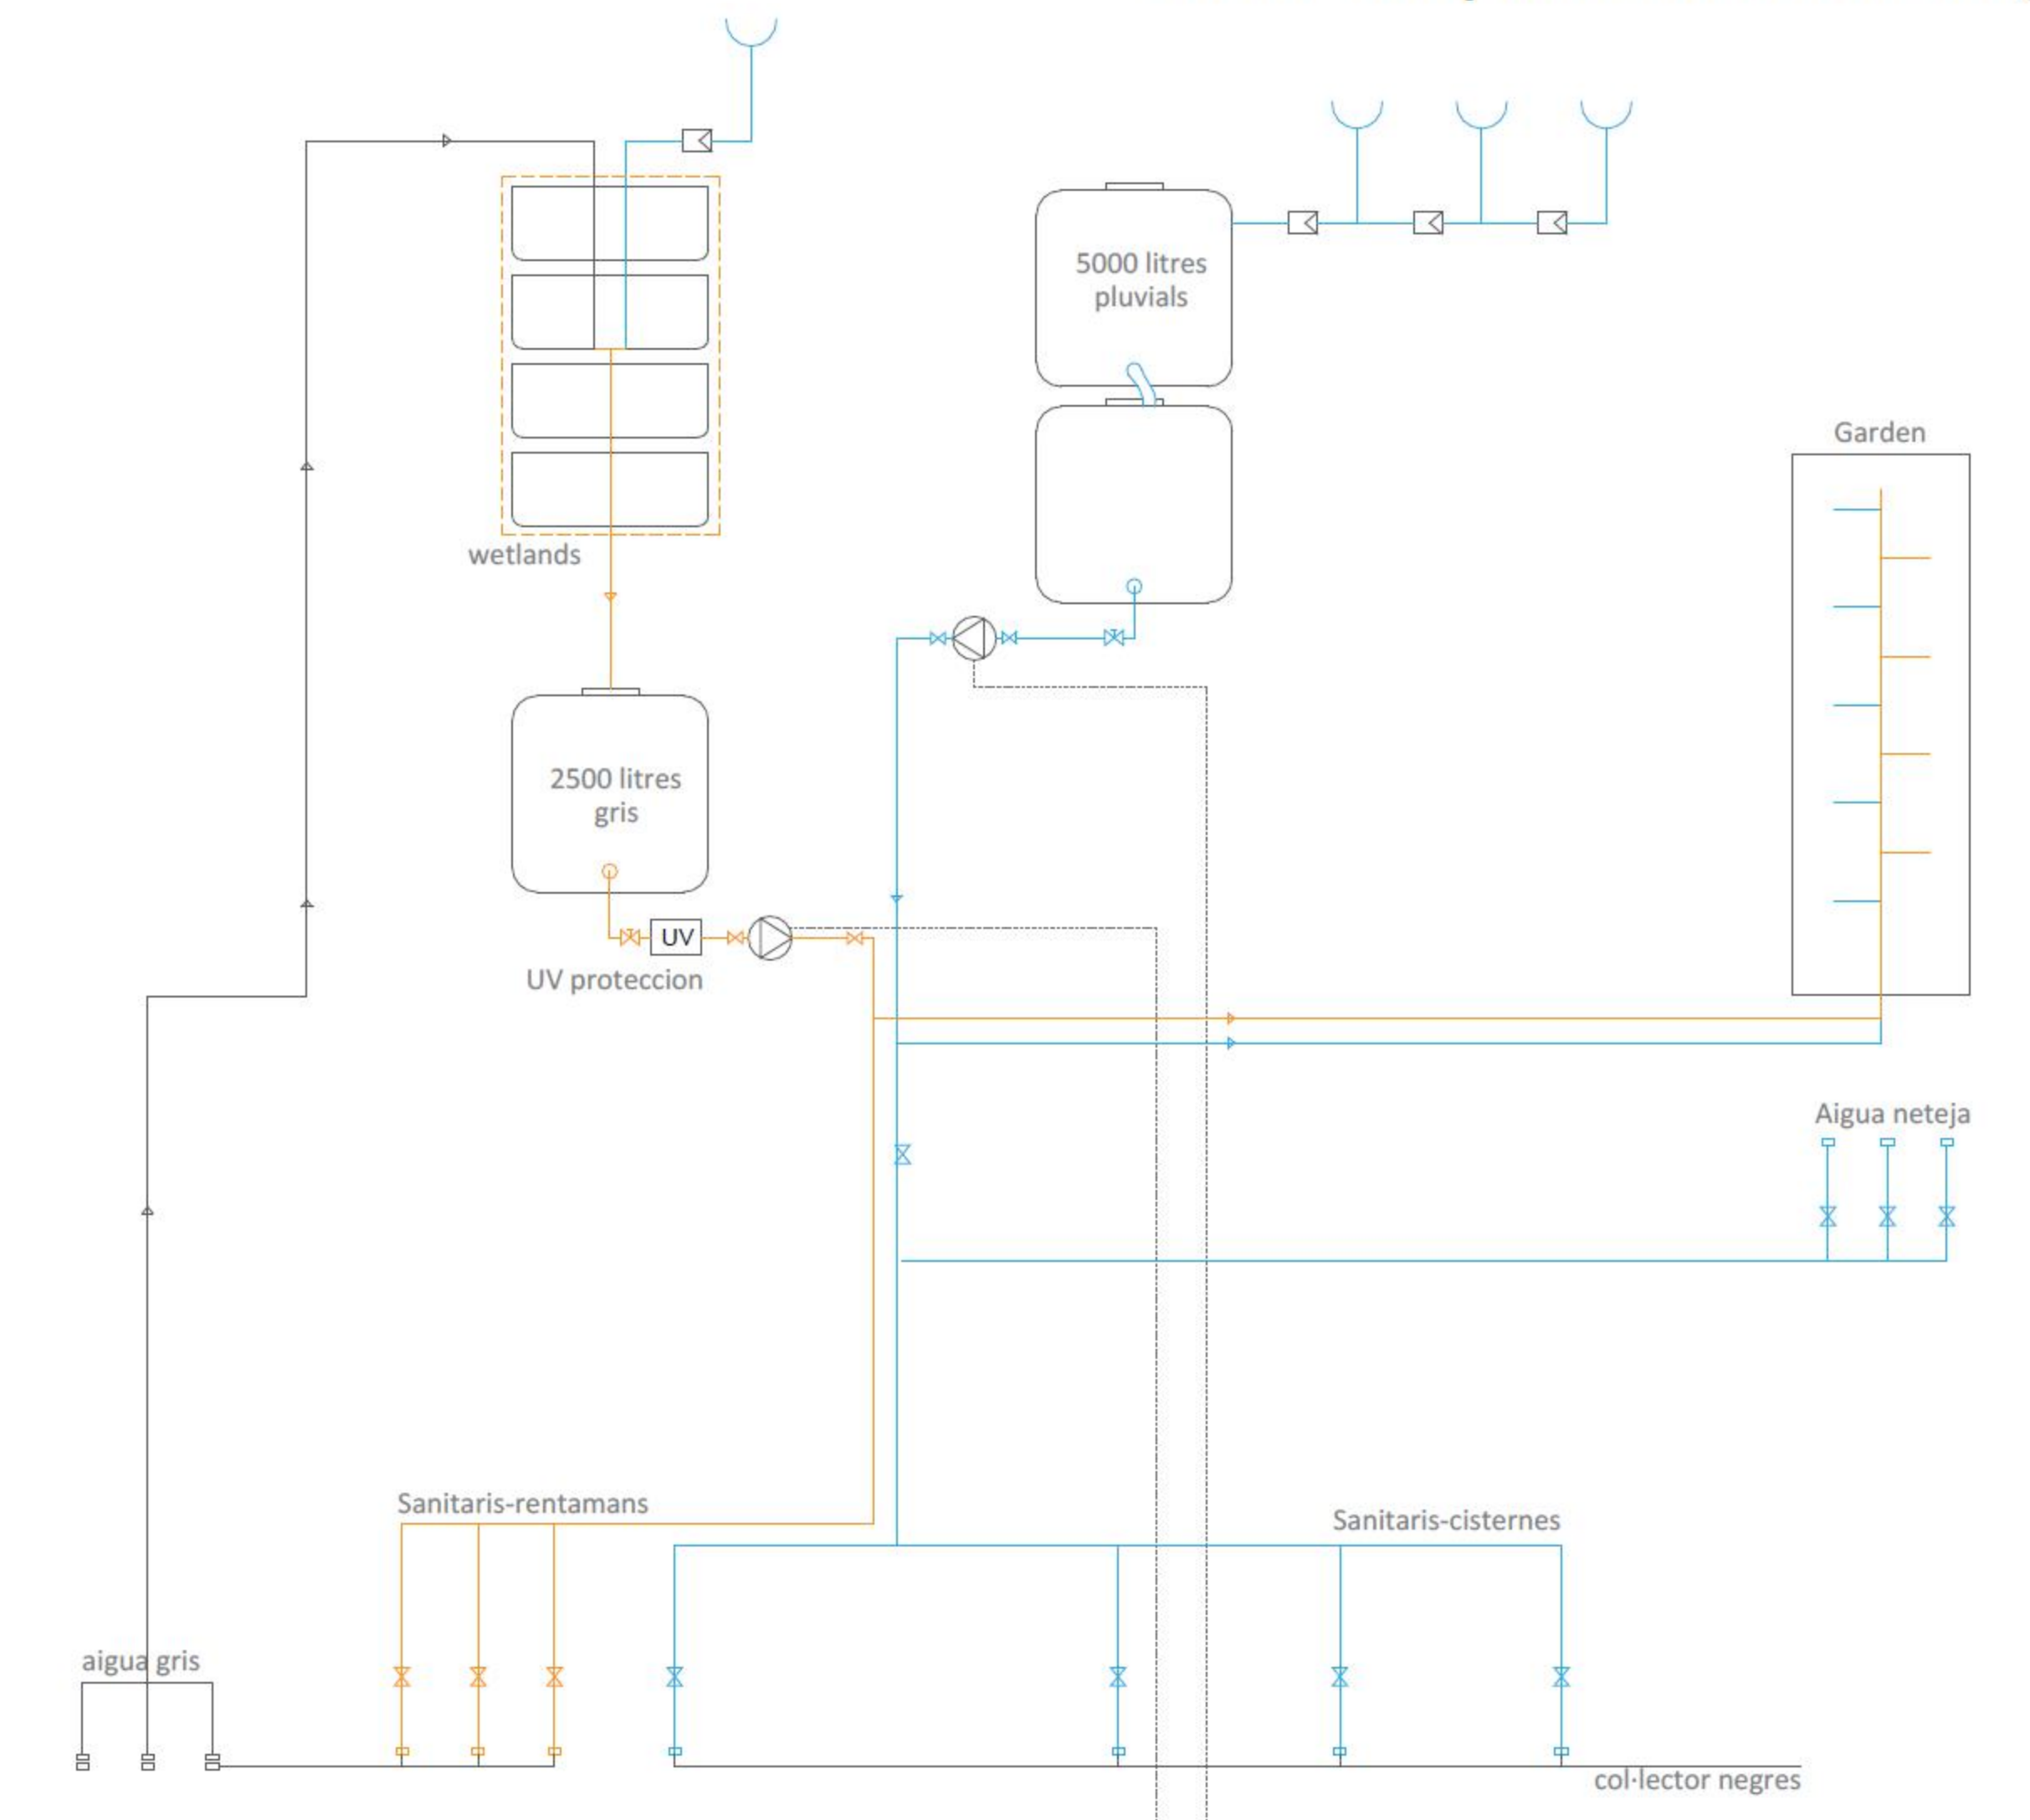 5000 litres
pluvials
Garden
wetlands
2500 litres
gris
UV
UV proteccion
Aigua neteja
Sanitaris-rentamans
Sanitaris-cisternes
aigua gris
col·lector negres